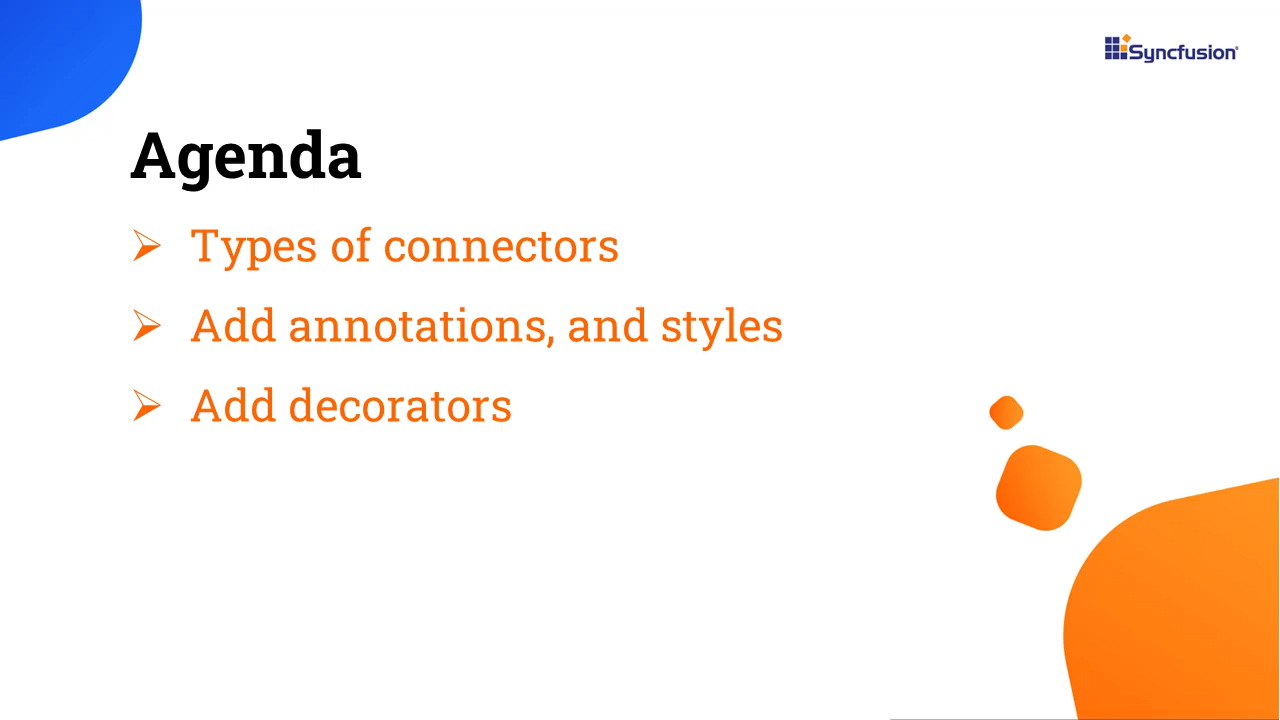 Syncfusion
Agenda
Types of connectors
Add annotations, and styles
Add decorators